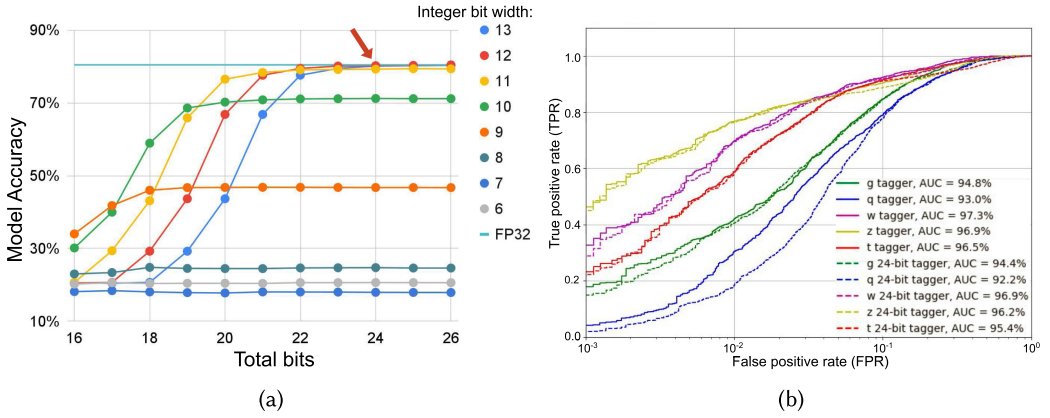 Integer bit width:
90%
70%
50%
30%
10%
Model Accuracy
16
18
20
22
24
26
Total bits
13
12
11
10
9
8
7
6
FP32
(a)
1.0
0.8
0.6
0.4
0.2
0.0
True positive rate (TPR)
g tagger, AUC = 94.8%
q tagger, AUC = 93.0%
w tagger, AUC = 97.3%
z tagger, AUC = 96.9%
t tagger, AUC = 96.5%
g 24-bit tagger, AUC = 94.4%
q 24-bit tagger, AUC = 92.2%
w 24-bit tagger, AUC = 96.9%
z 24-bit tagger, AUC = 96.2%
t 24-bit tagger, AUC = 95.4%
10⁻³
10⁻²
10⁻¹
10⁰
False positive rate (FPR)
(b)